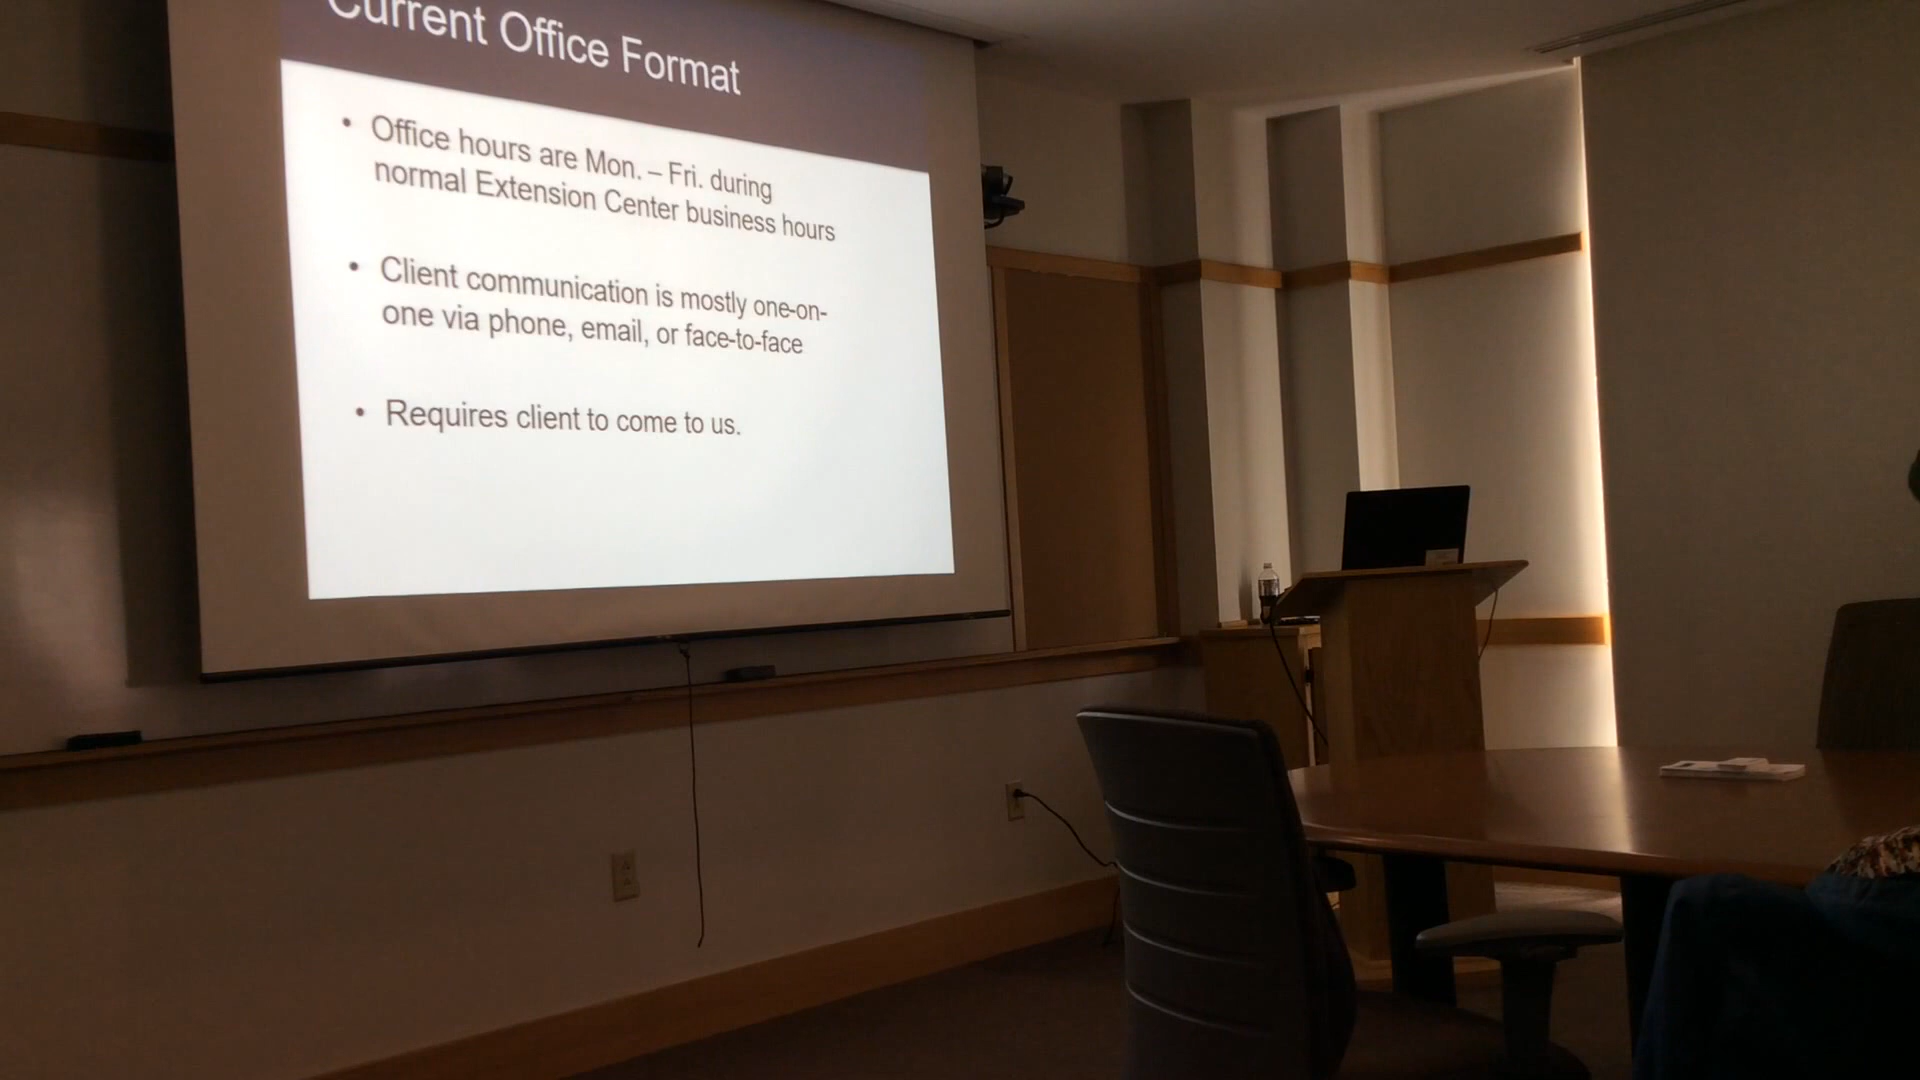 Current Office Format
• Office hours are Mon. – Fri. during
normal Extension Center business hours
• Client communication is mostly one-on-
one via phone, email, or face-to-face
• Requires client to come to us.